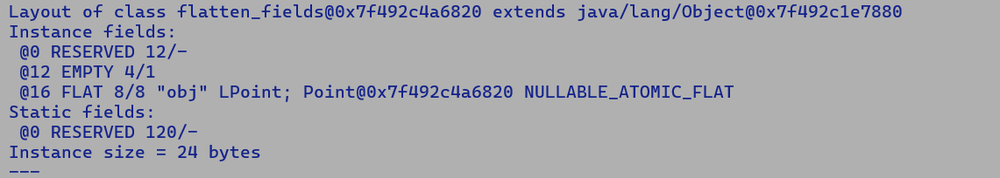 Layout of class flatten_fields@0x7f492c4a6820 extends java/lang/Object@0x7f492c1e7880
Instance fields:
 @0 RESERVED 12/-
 @12 EMPTY 4/1
 @16 FLAT 8/8 "obj" LPoint; Point@0x7f492c4a6820 NULLABLE_ATOMIC_FLAT
Static fields:
 @0 RESERVED 120/-
Instance size = 24 bytes
---